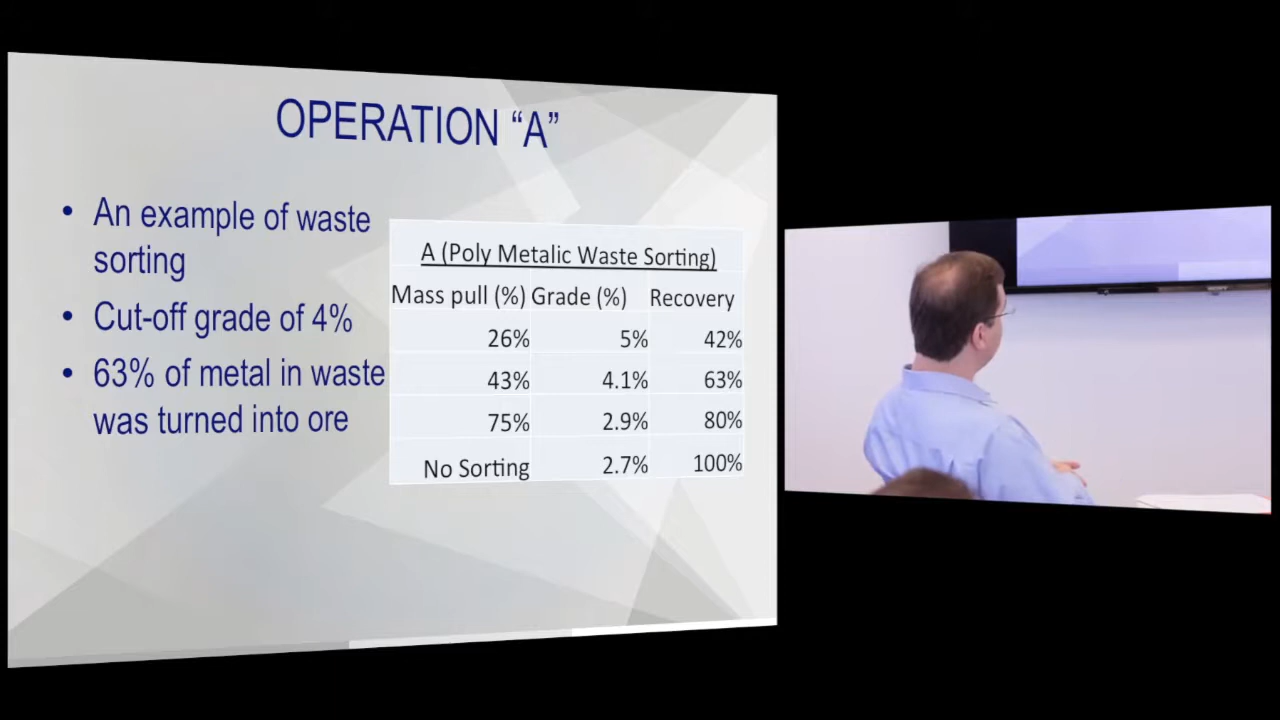 OPERATION “A”
• An example of waste
sorting
• Cut-off grade of 4%
• 63% of metal in waste
was turned into ore
A (Poly Metalic Waste Sorting)
Mass pull (%) Grade (%) Recovery
26% 5% 42%
43% 4.1% 63%
75% 2.9% 80%
No Sorting 2.7% 100%